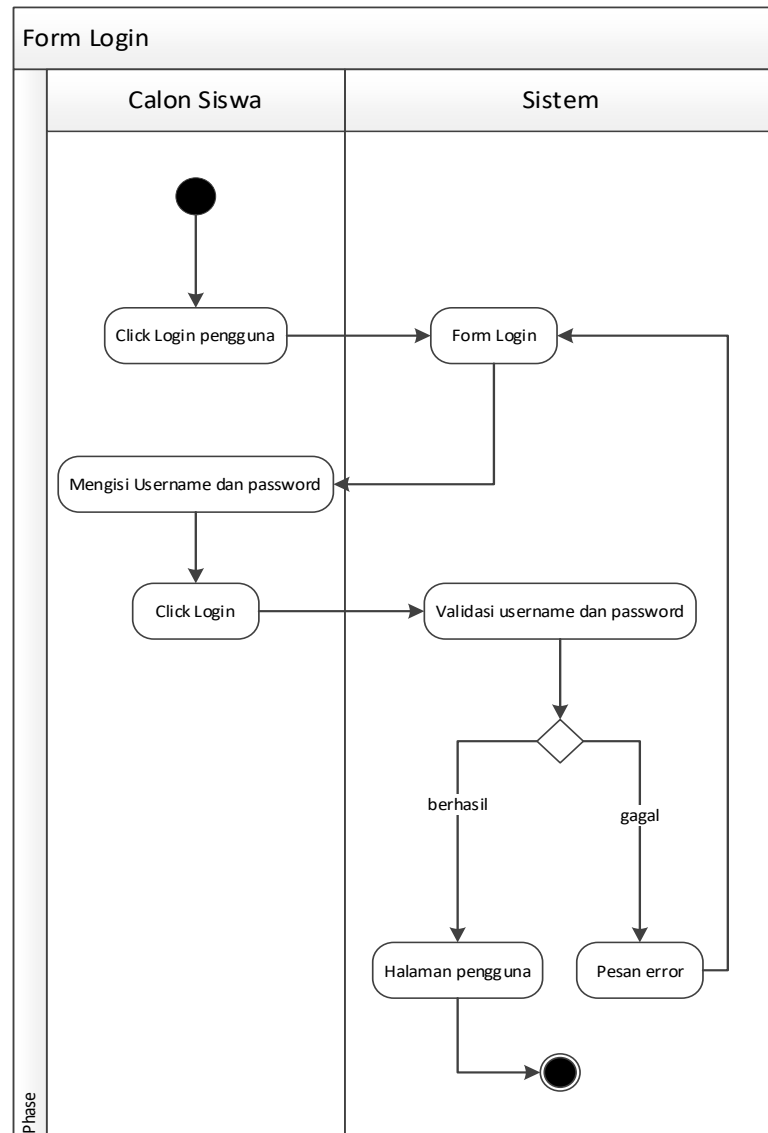 Form Login
Calon Siswa
Sistem
Click Login pengguna
Form Login
Mengisi Username dan password
Click Login
Validasi username dan password
berhasil
gagal
Halaman pengguna
Pesan error
Phase